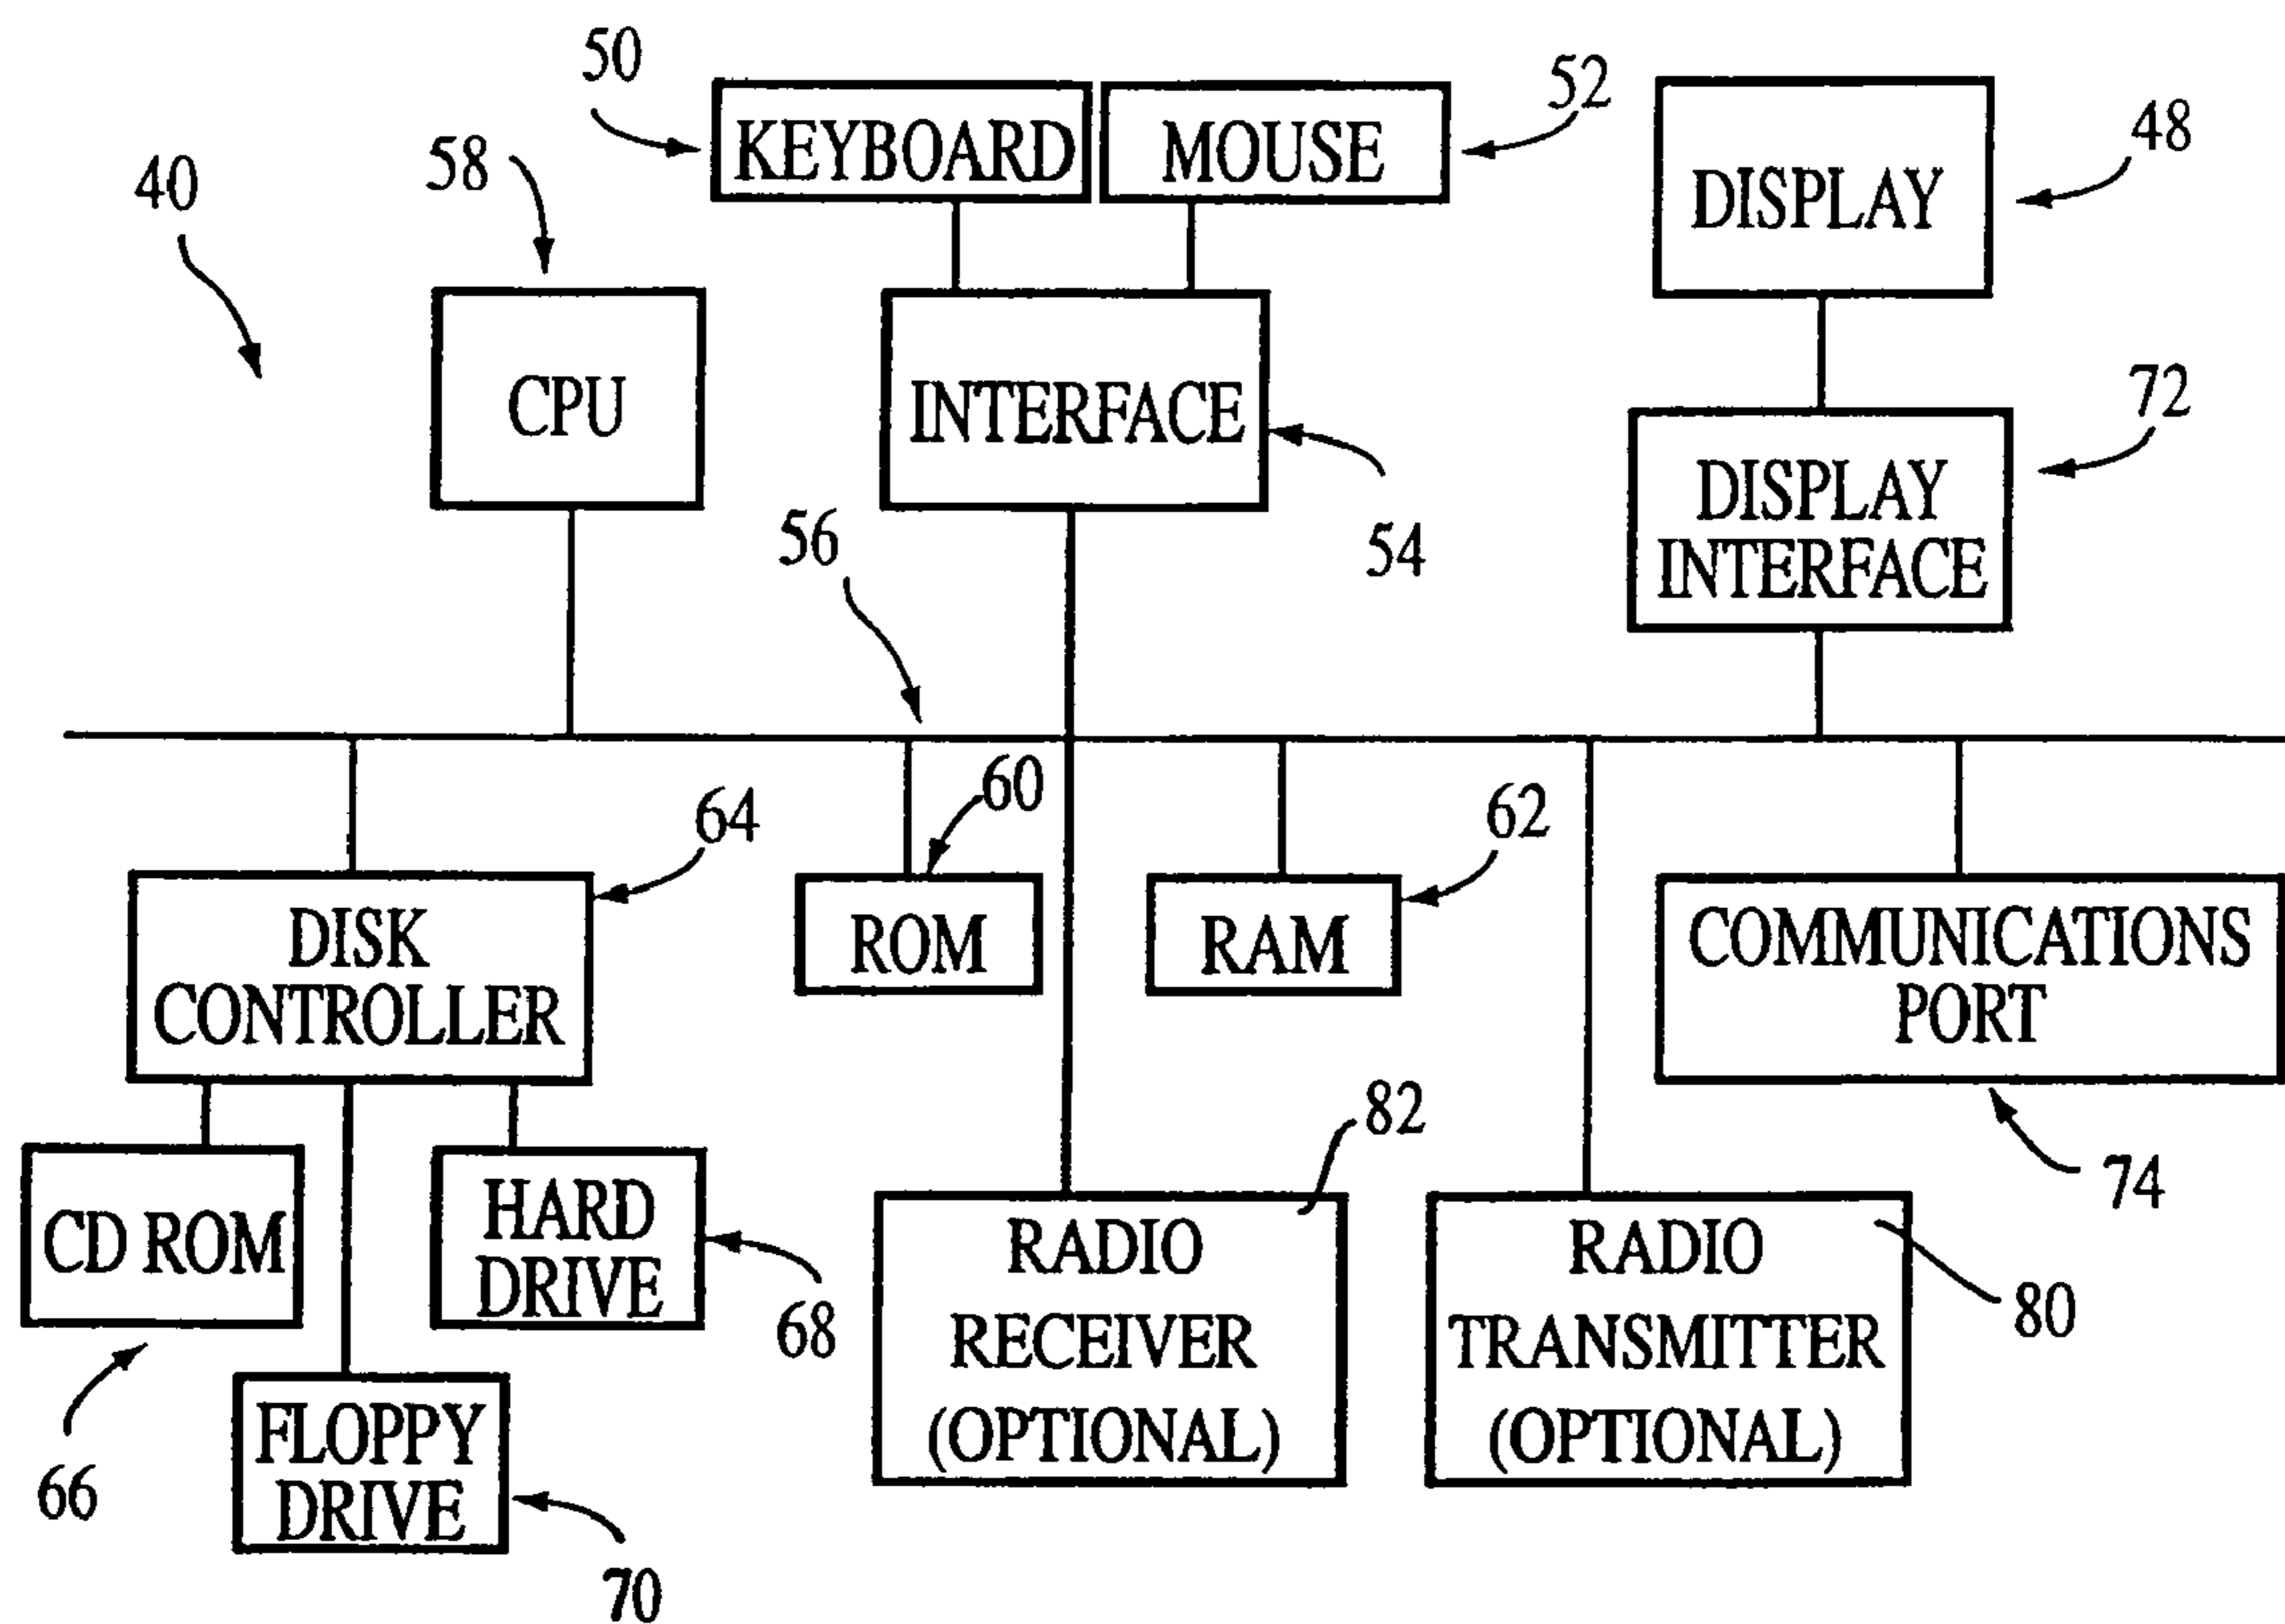 50
KEYBOARD
MOUSE
52
58
40
DISPLAY
48
CPU
INTERFACE
54
56
72
DISPLAY
INTERFACE
64
60
62
DISK
CONTROLLER
ROM
RAM
COMMUNICATIONS
PORT
74
CD ROM
66
HARD
DRIVE
68
FLOPPY
DRIVE
70
82
RADIO
RECEIVER
(OPTIONAL)
RADIO
TRANSMITTER
(OPTIONAL)
80